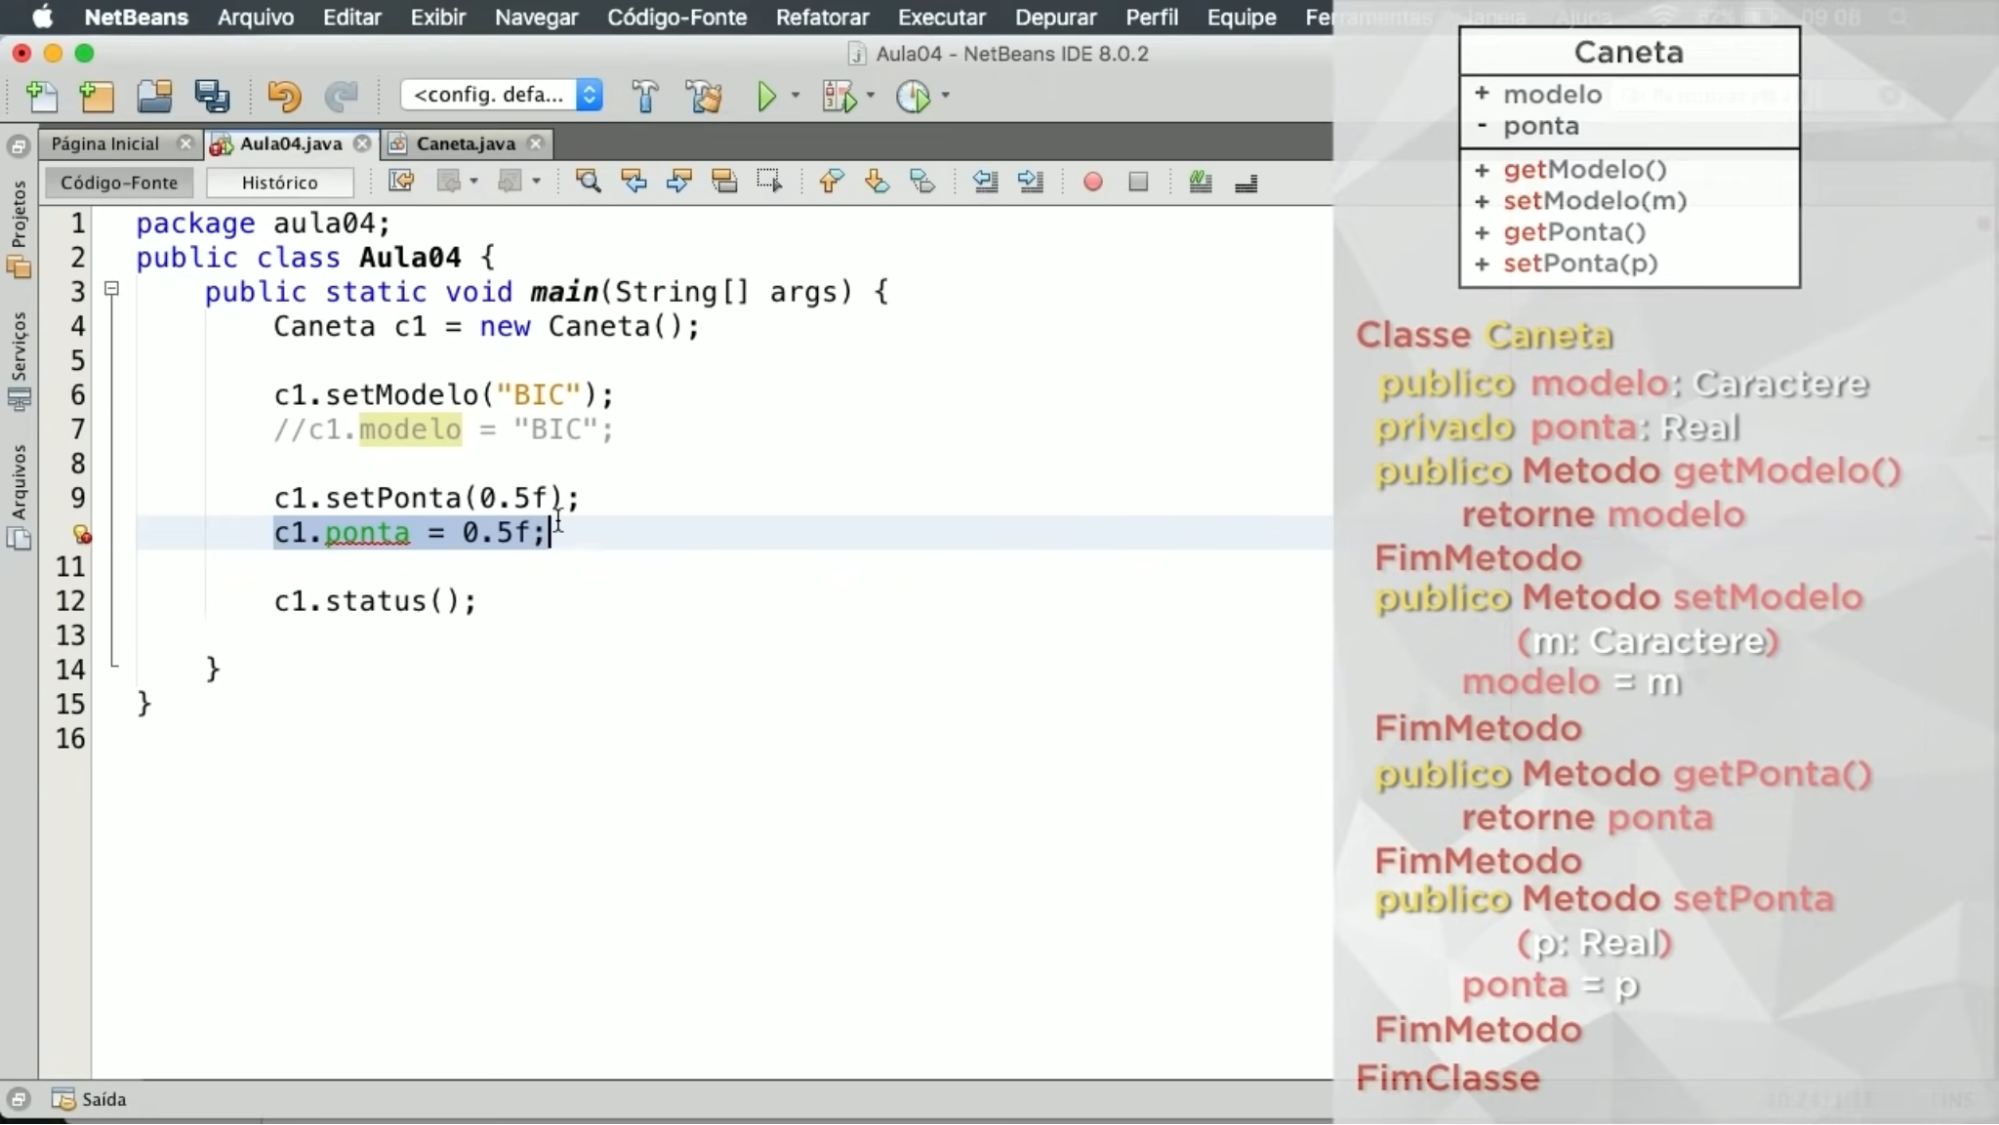 NetBeans Arquivo Editar Exibir Navegar Código-Fonte Refatorar Executar Depurar Perfil Equipe Ferramentas Janela Ajuda
Aula04 - NetBeans IDE 8.0.2
<config. defa...
Página Inicial Aula04.java Caneta.java
Código-Fonte Histórico
Projetos
Serviços
Arquivos
1 package aula04;
2 public class Aula04 {
3 public static void main(String[] args) {
4 Caneta c1 = new Caneta();
5
6 c1.setModelo("BIC");
7 //c1.modelo = "BIC";
8
9 c1.setPonta(0.5f);
c1.ponta = 0.5f;
11
12 c1.status();
13
14 }
15 }
16
Saída
Caneta
+ modelo
- ponta
+ getModelo()
+ setModelo(m)
+ getPonta()
+ setPonta(p)
Classe Caneta
publico modelo: Caractere
privado ponta: Real
publico Metodo getModelo()
retorne modelo
FimMetodo
publico Metodo setModelo
(m: Caractere)
modelo = m
FimMetodo
publico Metodo getPonta()
retorne ponta
FimMetodo
publico Metodo setPonta
(p: Real)
ponta = p
FimMetodo
FimClasse